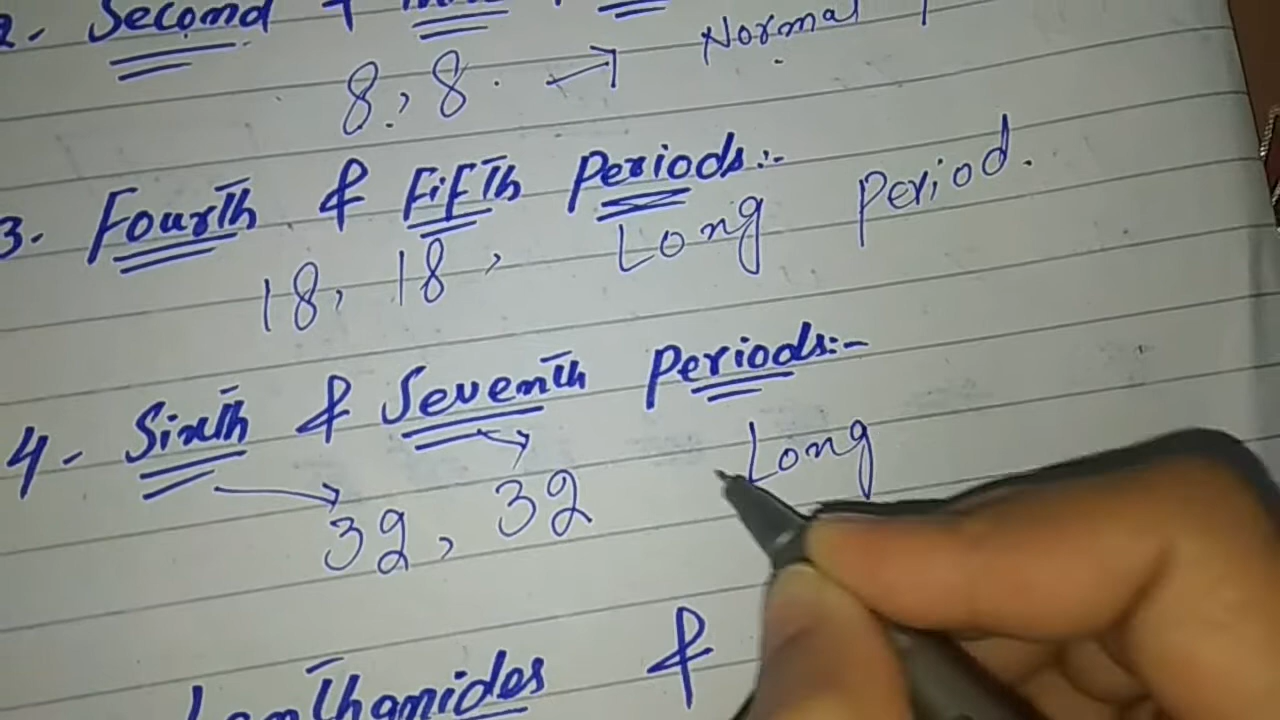 2. Second &
8, 8. → Normal
3. Fourth & Fifth Periods:-
18, 18, Long Period.
4. Sixth & Seventh Periods:-
32, 32 Long
Lanthanides &